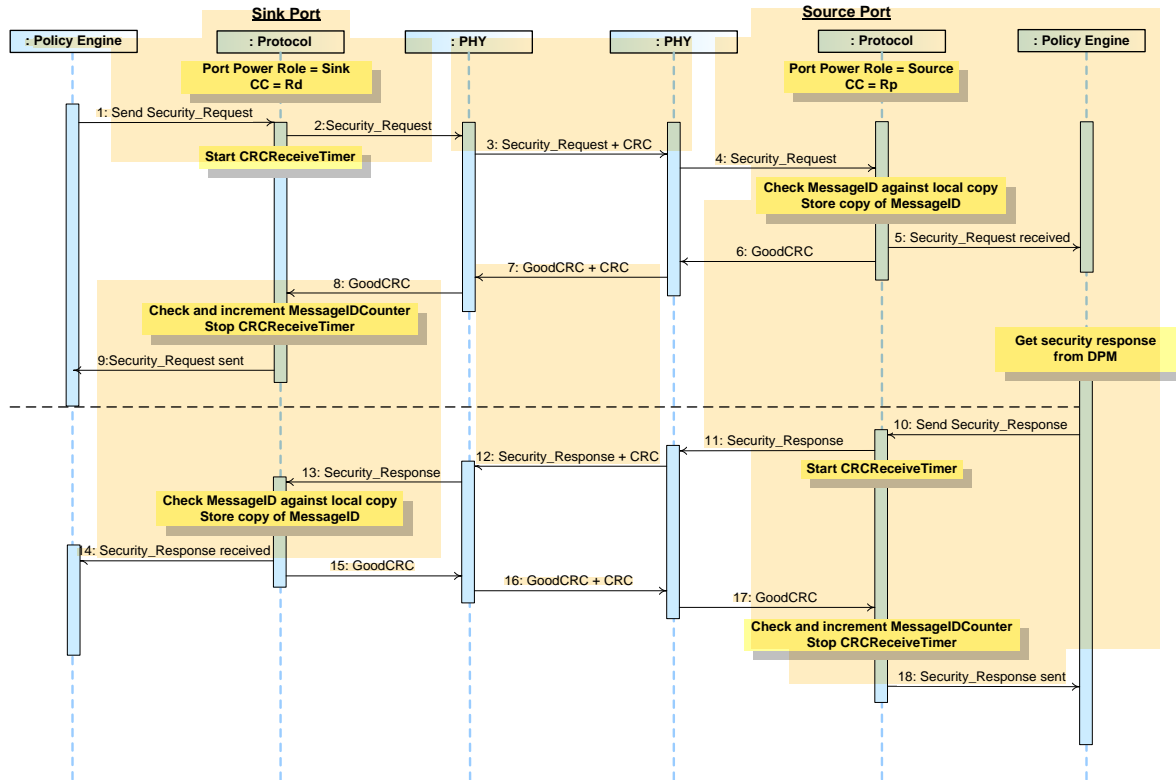 Sink Port
Source Port
: Policy Engine
: Protocol
: PHY
: PHY
: Protocol
: Policy Engine
Port Power Role = Sink
CC = Rd
Port Power Role = Source
CC = Rp
1: Send Security_Request
2:Security_Request
3: Security_Request + CRC
4: Security_Request
Start CRCReceiveTimer
Check MessageID against local copy
Store copy of MessageID
5: Security_Request received
6: GoodCRC
7: GoodCRC + CRC
8: GoodCRC
Check and increment MessageIDCounter
Stop CRCReceiveTimer
9:Security_Request sent
Get security response
from DPM
10: Send Security_Response
11: Security_Response
12: Security_Response + CRC
13: Security_Response
Start CRCReceiveTimer
Check MessageID against local copy
Store copy of MessageID
14: Security_Response received
15: GoodCRC
16: GoodCRC + CRC
17: GoodCRC
Check and increment MessageIDCounter
Stop CRCReceiveTimer
18: Security_Response sent